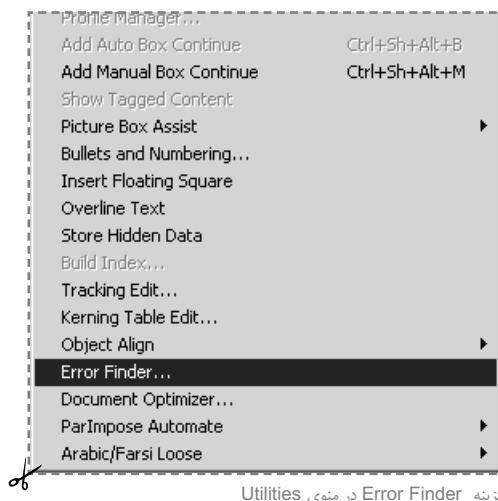 Profile Manager...
Add Auto Box Continue Ctrl+Sh+Alt+B
Add Manual Box Continue Ctrl+Sh+Alt+M
Show Tagged Content
Picture Box Assist
Bullets and Numbering...
Insert Floating Square
Overline Text
Store Hidden Data
Build Index...
Tracking Edit...
Kerning Table Edit...
Object Align
Error Finder...
Document Optimizer...
ParImpose Automate
Arabic/Farsi Loose
گزینه Error Finder در منوی Utilities